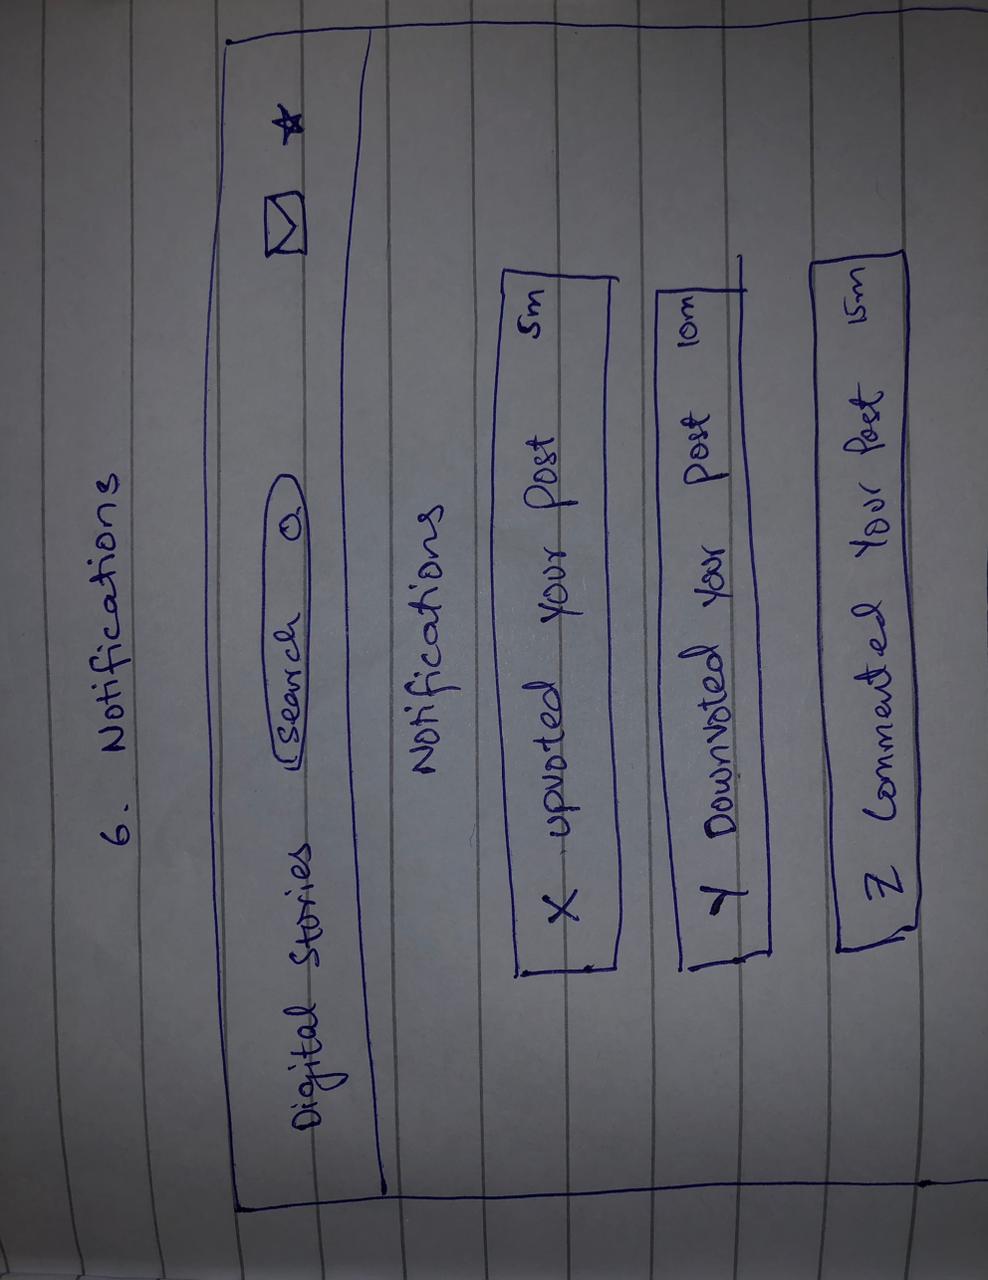 6. Notifications
Digital Stories search
Notifications
X upvoted your post 5m
Y Downvoted your post 10m
Z Commented Your Post 15m